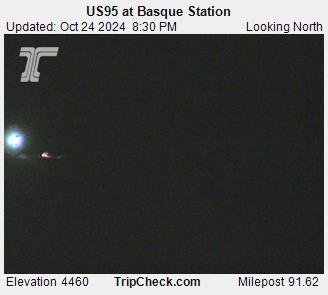 US95 at Basque Station
Updated: Oct 24 2024 8:30 PM Looking North
Elevation 4460 TripCheck.com Milepost 91.62